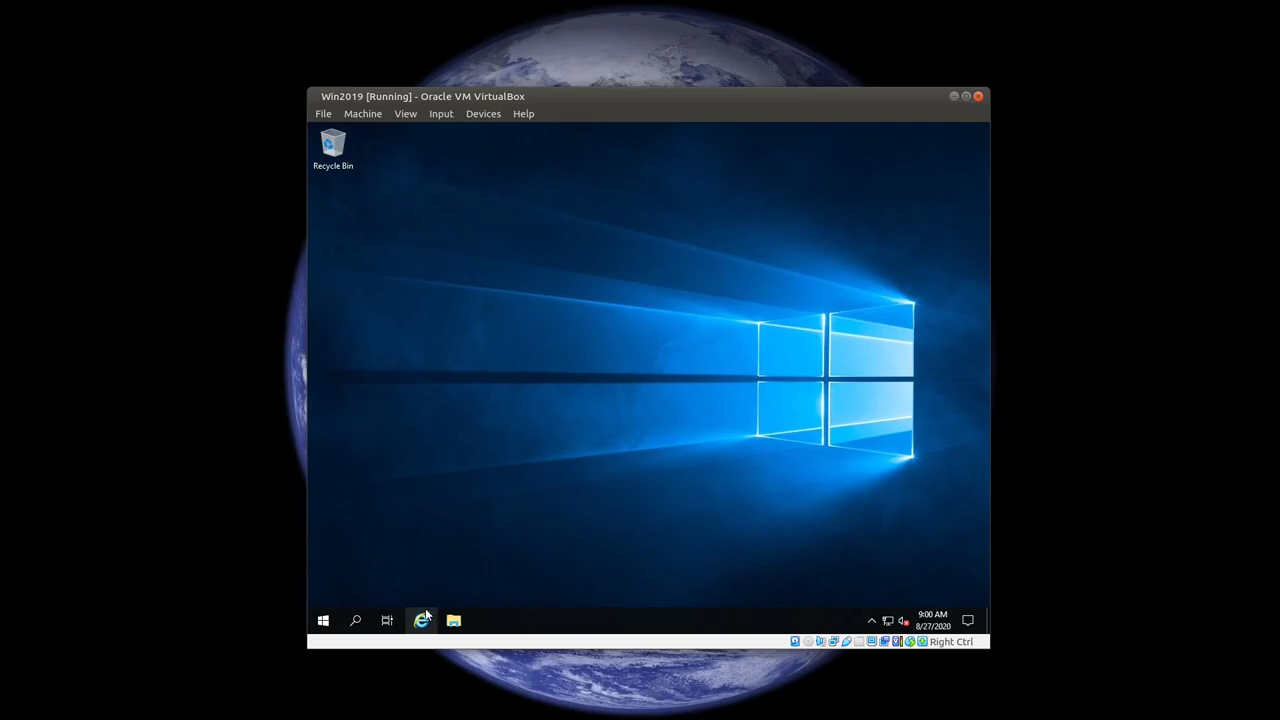 Win2019 [Running] - Oracle VM VirtualBox
File Machine View Input Devices Help
Recycle Bin
9:00 AM
8/27/2020
Right Ctrl